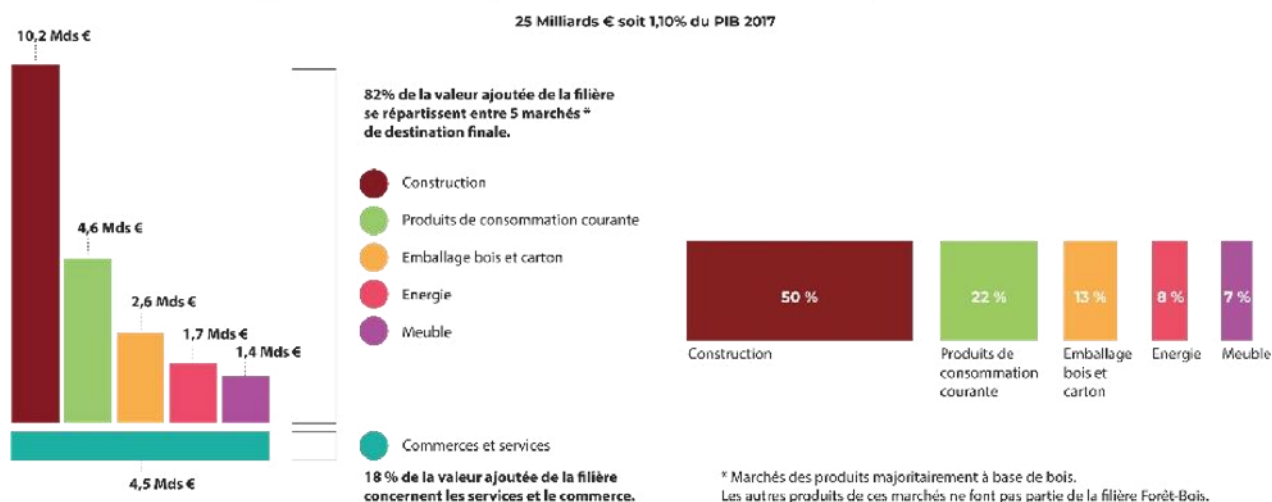 25 Milliards € soit 1,10% du PIB 2017
10,2 Mds €
4,6 Mds €
2,6 Mds €
1,7 Mds €
1,4 Mds €
4,5 Mds €
82% de la valeur ajoutée de la filière
se répartissent entre 5 marchés *
de destination finale.
Construction
Produits de consommation courante
Emballage bois et carton
Energie
Meuble
Commerces et services
18 % de la valeur ajoutée de la filière
concernent les services et le commerce.
50 %
22 %
13 %
8 %
7 %
Construction
Produits de
consommation
courante
Emballage
bois et
carton
Energie
Meuble
* Marchés des produits majoritairement à base de bois.
Les autres produits de ces marchés ne font pas partie de la filière Forêt-Bois.